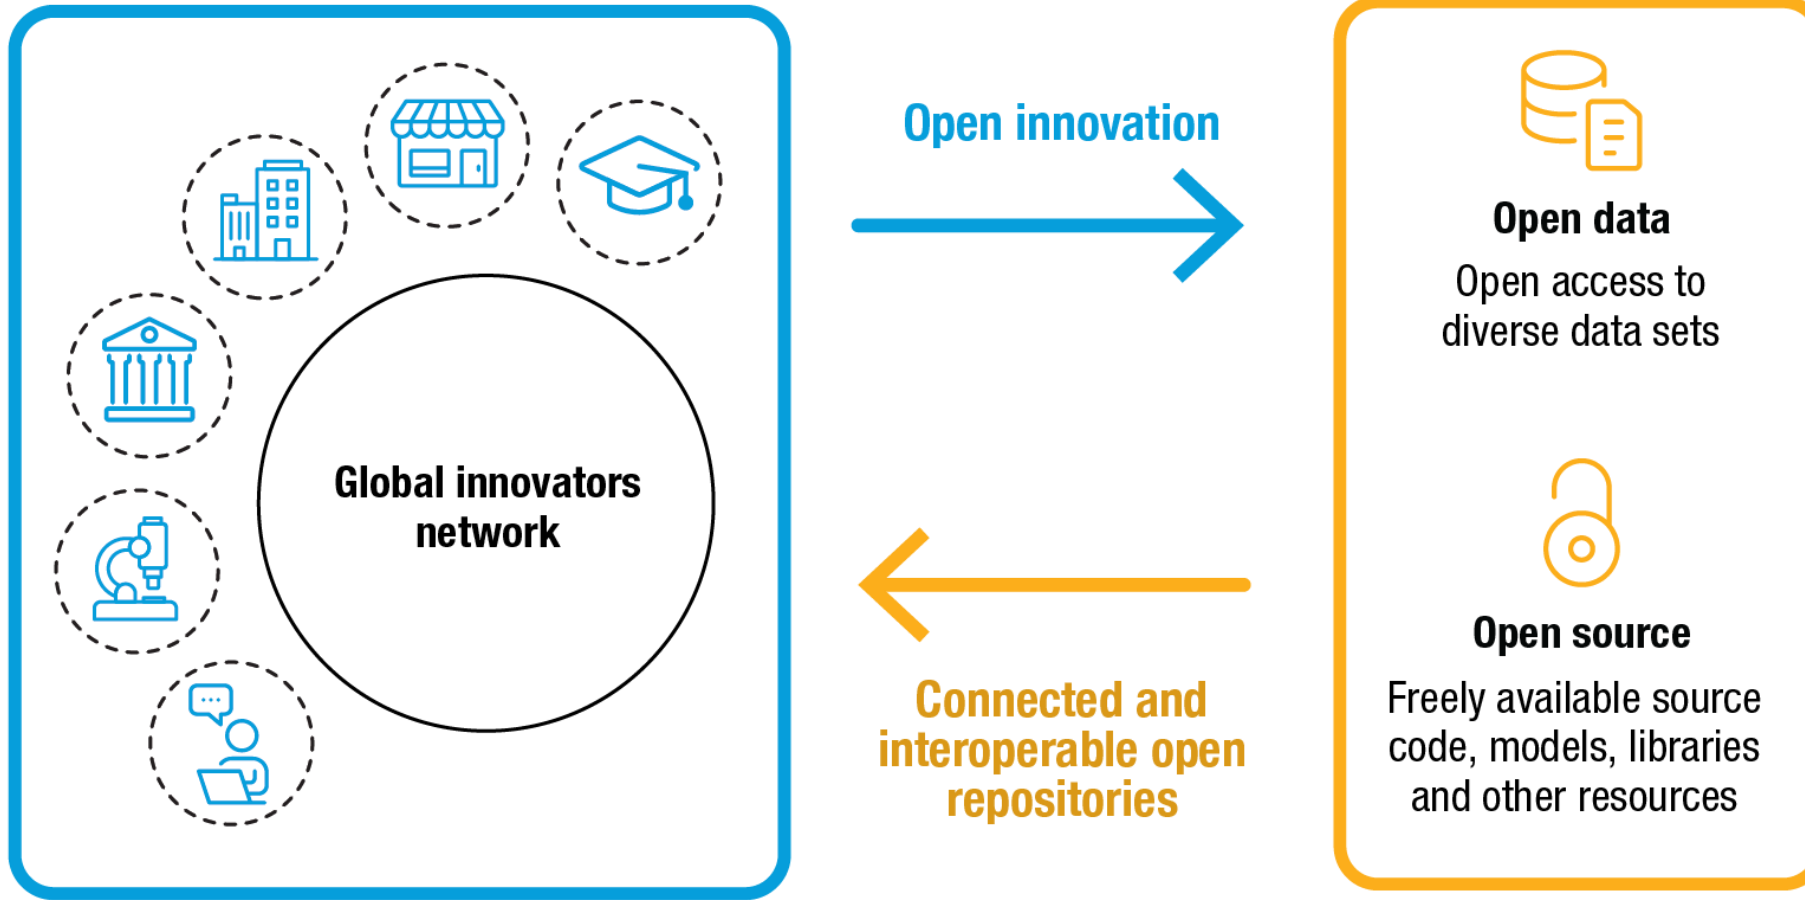 Global innovators
network
Open innovation
Connected and
interoperable open
repositories
Open data
Open access to
diverse data sets
Open source
Freely available source
code, models, libraries
and other resources